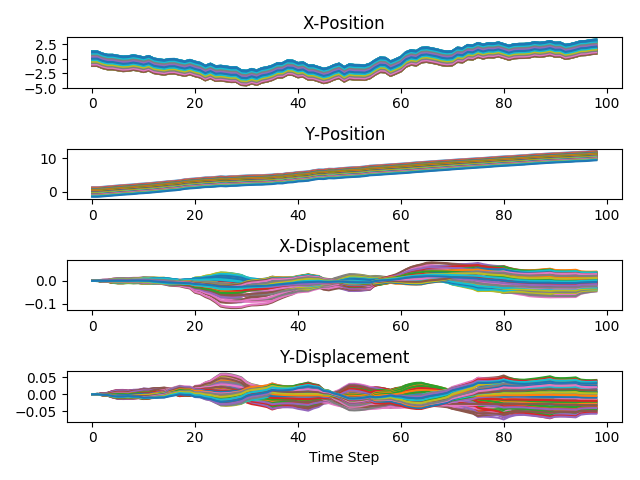 X-Position
2.5
0.0
−2.5
−5.0
0 20 40 60 80 100
Y-Position
10
0
0 20 40 60 80 100
X-Displacement
0.0
−0.1
0 20 40 60 80 100
Y-Displacement
0.05
0.00
−0.05
0 20 40 60 80 100
Time Step